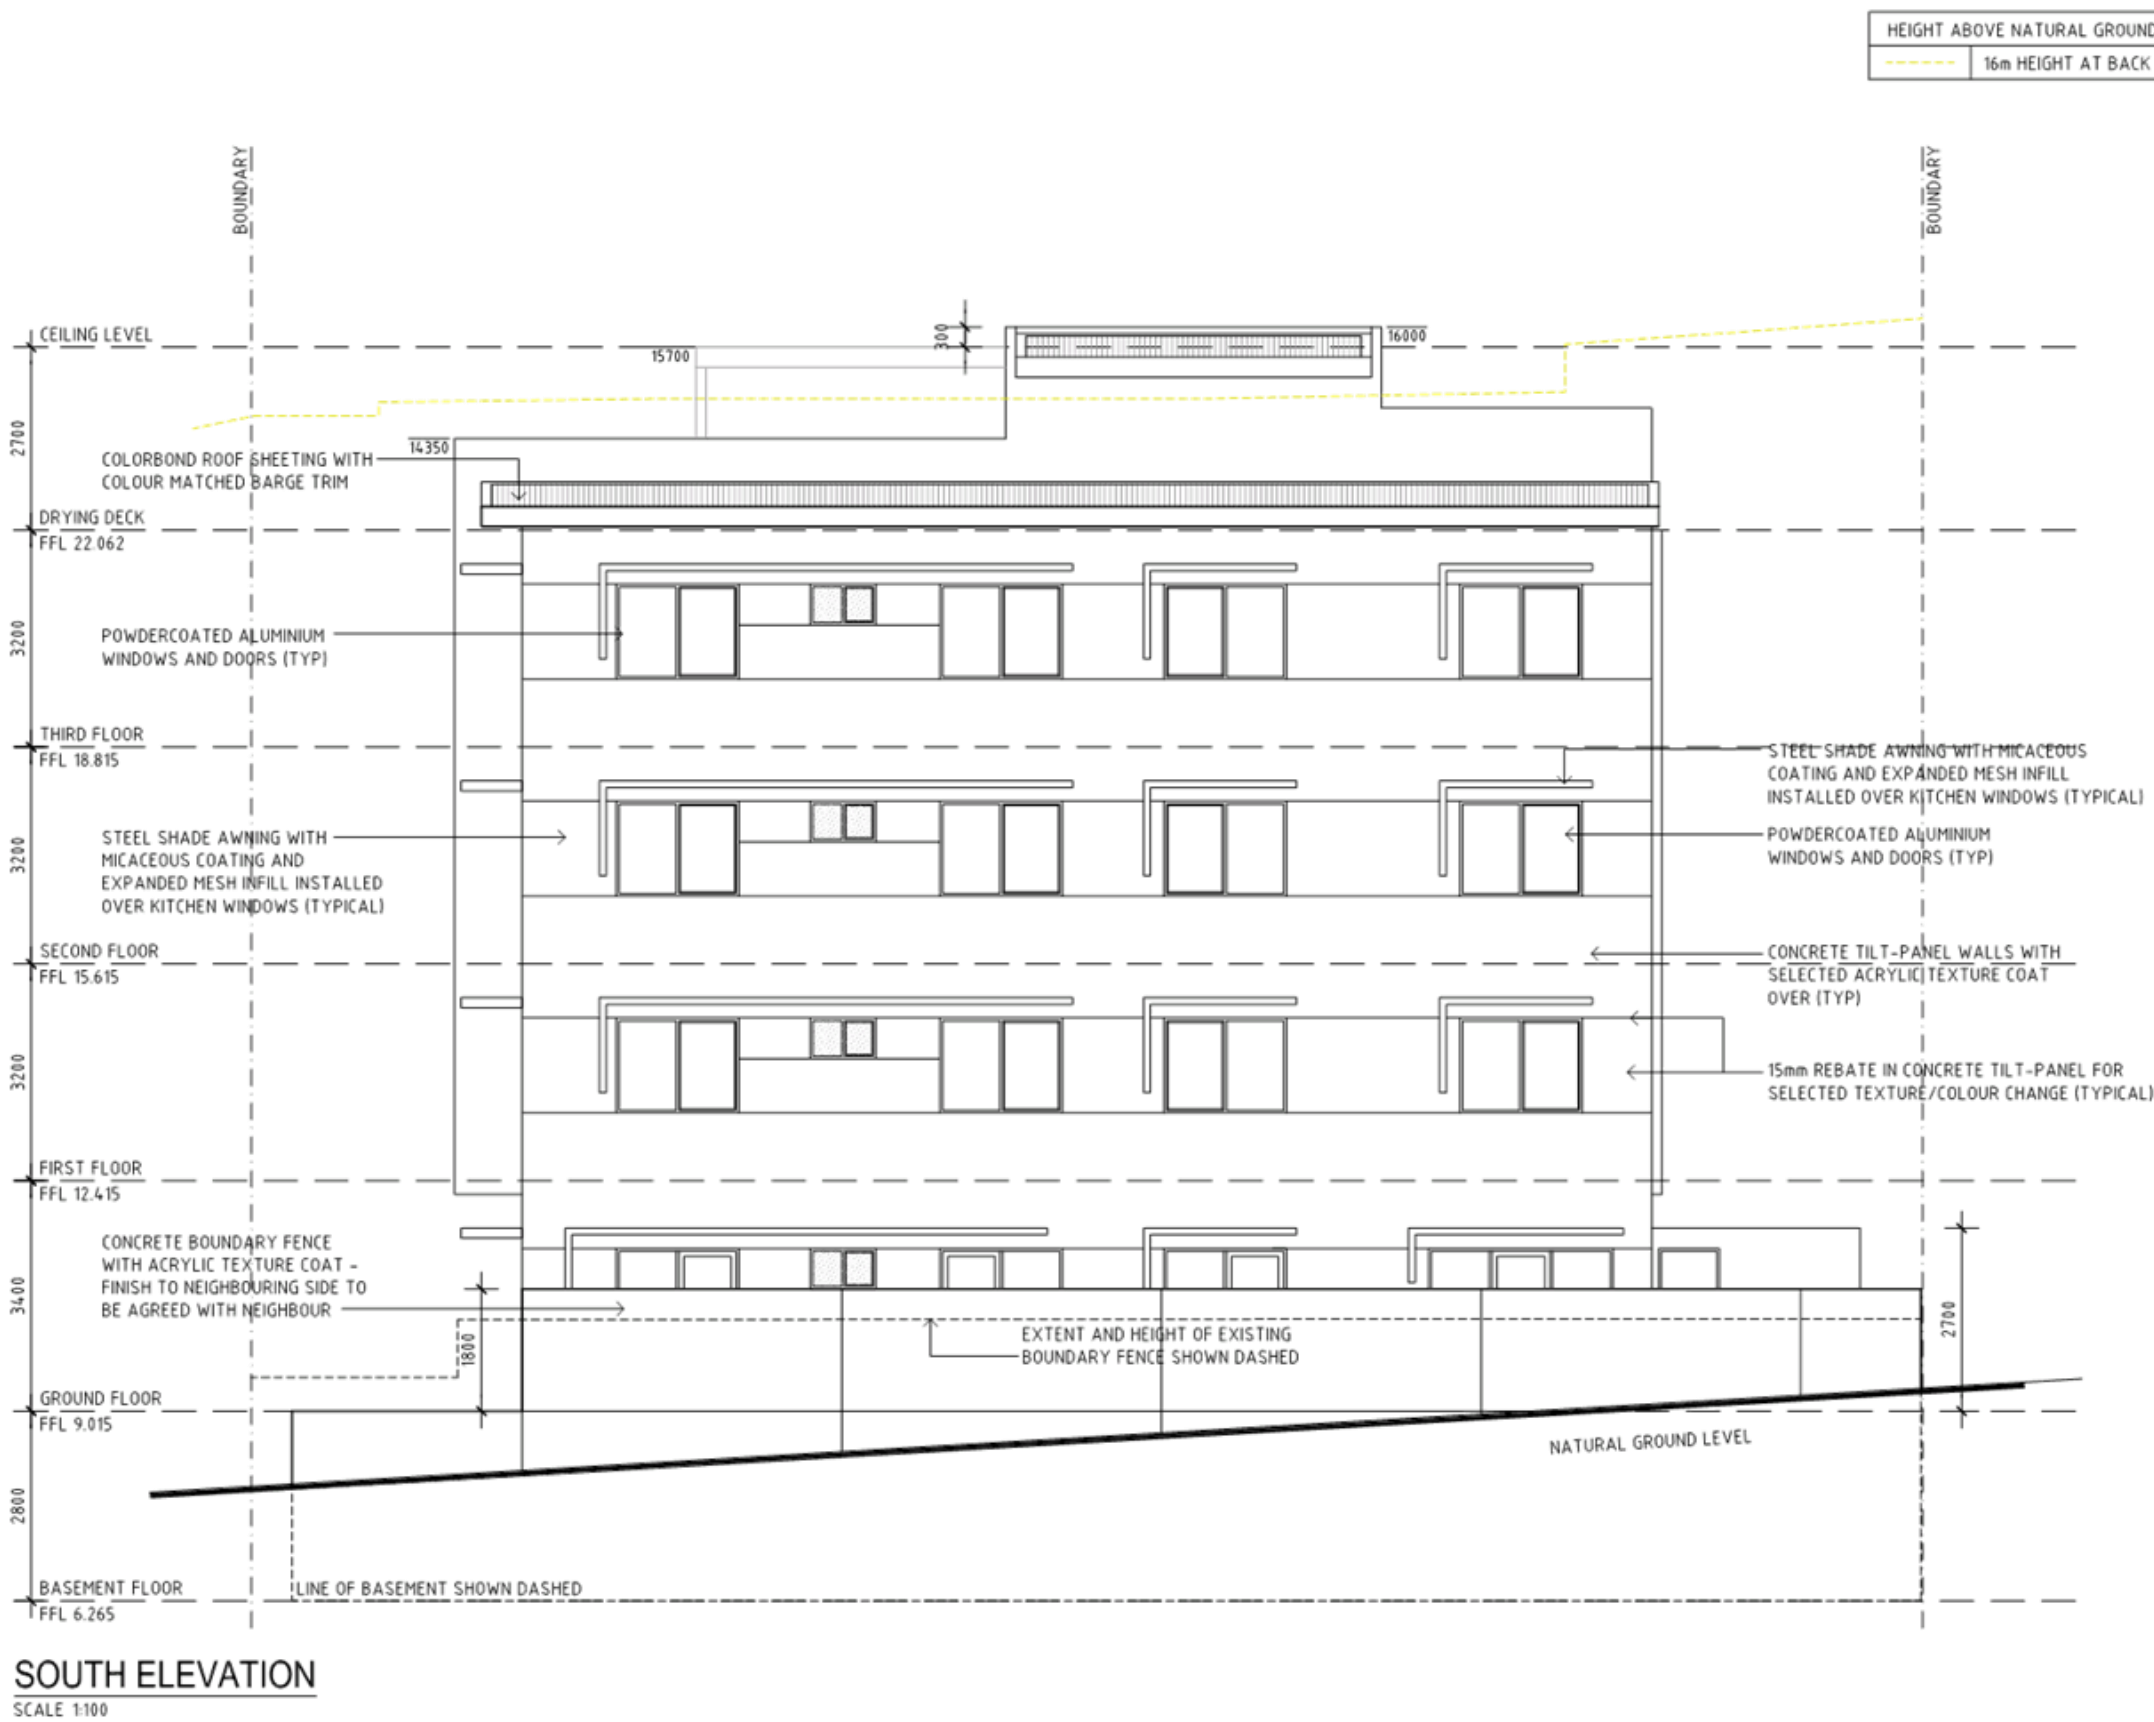 HEIGHT ABOVE NATURAL GROUND
16m HEIGHT AT BACK
BOUNDARY
BOUNDARY
CEILING LEVEL
300
16000
15700
2700
14350
COLORBOND ROOF SHEETING WITH
COLOUR MATCHED BARGE TRIM
DRYING DECK
FFL 22.062
3200
POWDERCOATED ALUMINIUM
WINDOWS AND DOORS (TYP)
THIRD FLOOR
FFL 18.815
STEEL SHADE AWNING WITH MICACEOUS
COATING AND EXPANDED MESH INFILL
INSTALLED OVER KITCHEN WINDOWS (TYPICAL)
3200
STEEL SHADE AWNING WITH
MICACEOUS COATING AND
EXPANDED MESH INFILL INSTALLED
OVER KITCHEN WINDOWS (TYPICAL)
POWDERCOATED ALUMINIUM
WINDOWS AND DOORS (TYP)
SECOND FLOOR
FFL 15.615
CONCRETE TILT-PANEL WALLS WITH
SELECTED ACRYLIC TEXTURE COAT
OVER (TYP)
3200
15mm REBATE IN CONCRETE TILT-PANEL FOR
SELECTED TEXTURE/COLOUR CHANGE (TYPICAL)
FIRST FLOOR
FFL 12.415
3400
CONCRETE BOUNDARY FENCE
WITH ACRYLIC TEXTURE COAT -
FINISH TO NEIGHBOURING SIDE TO
BE AGREED WITH NEIGHBOUR
1800
EXTENT AND HEIGHT OF EXISTING
BOUNDARY FENCE SHOWN DASHED
2700
GROUND FLOOR
FFL 9.015
NATURAL GROUND LEVEL
2800
BASEMENT FLOOR
FFL 6.265
LINE OF BASEMENT SHOWN DASHED
SOUTH ELEVATION
SCALE 1:100